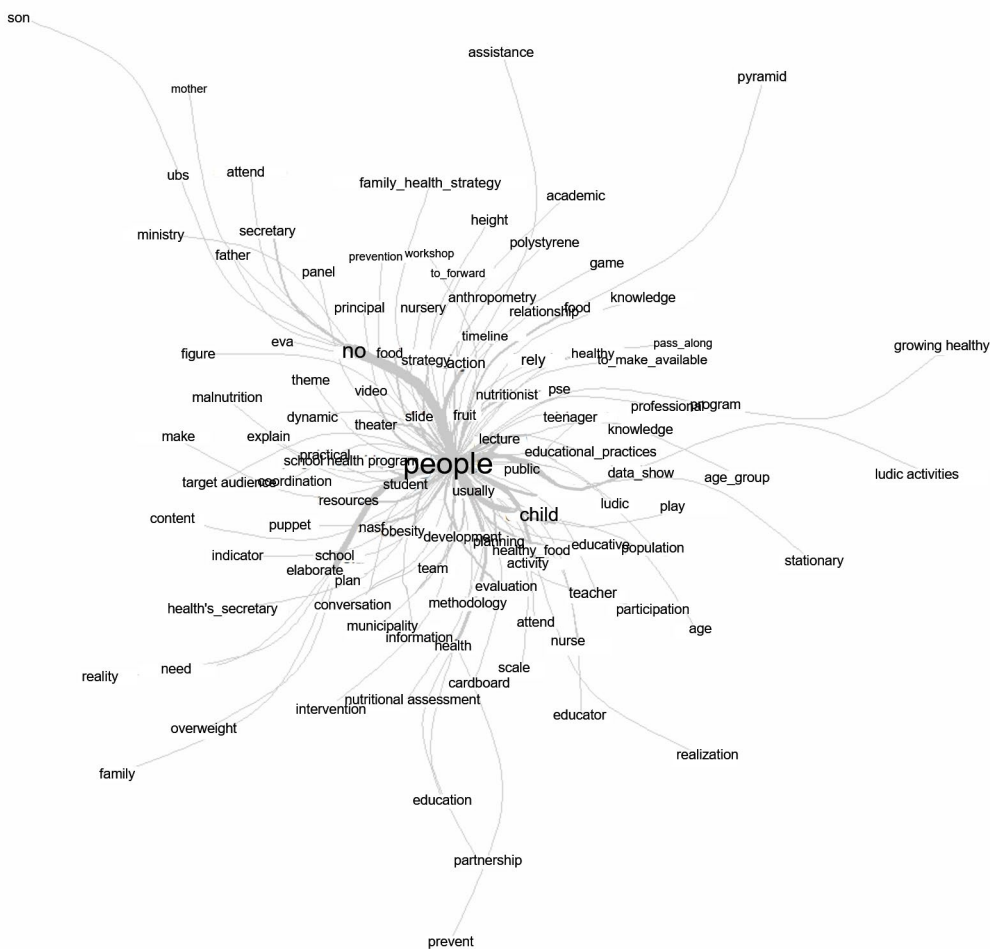 son
assistance
pyramid
mother
ubs
attend
family_health_strategy
academic
height
ministry
secretary
polystyrene
father
prevention
workshop
panel
to_forward
game
anthropometry
knowledge
principal
nursery
relationship
food
timeline
eva
no
food
pass_along
growing healthy
figure
strategy
action
rely
healthy
to_make_available
theme
video
nutritionist
pse
malnutrition
professional
program
dynamic
theater
slide
fruit
teenager
make
explain
lecture
knowledge
practical
school health program
people
public
educational_practices
target audience
coordination
student
usually
data_show
age_group
ludic activities
resources
child
ludic
play
content
puppet
nasf
obesity
development
planning
healthy_food
educative
population
indicator
school
activity
stationary
elaborate
plan
team
evaluation
teacher
health's_secretary
conversation
methodology
participation
municipality
attend
information
health
nurse
age
reality
need
scale
cardboard
nutritional assessment
intervention
educator
overweight
realization
family
education
partnership
prevent